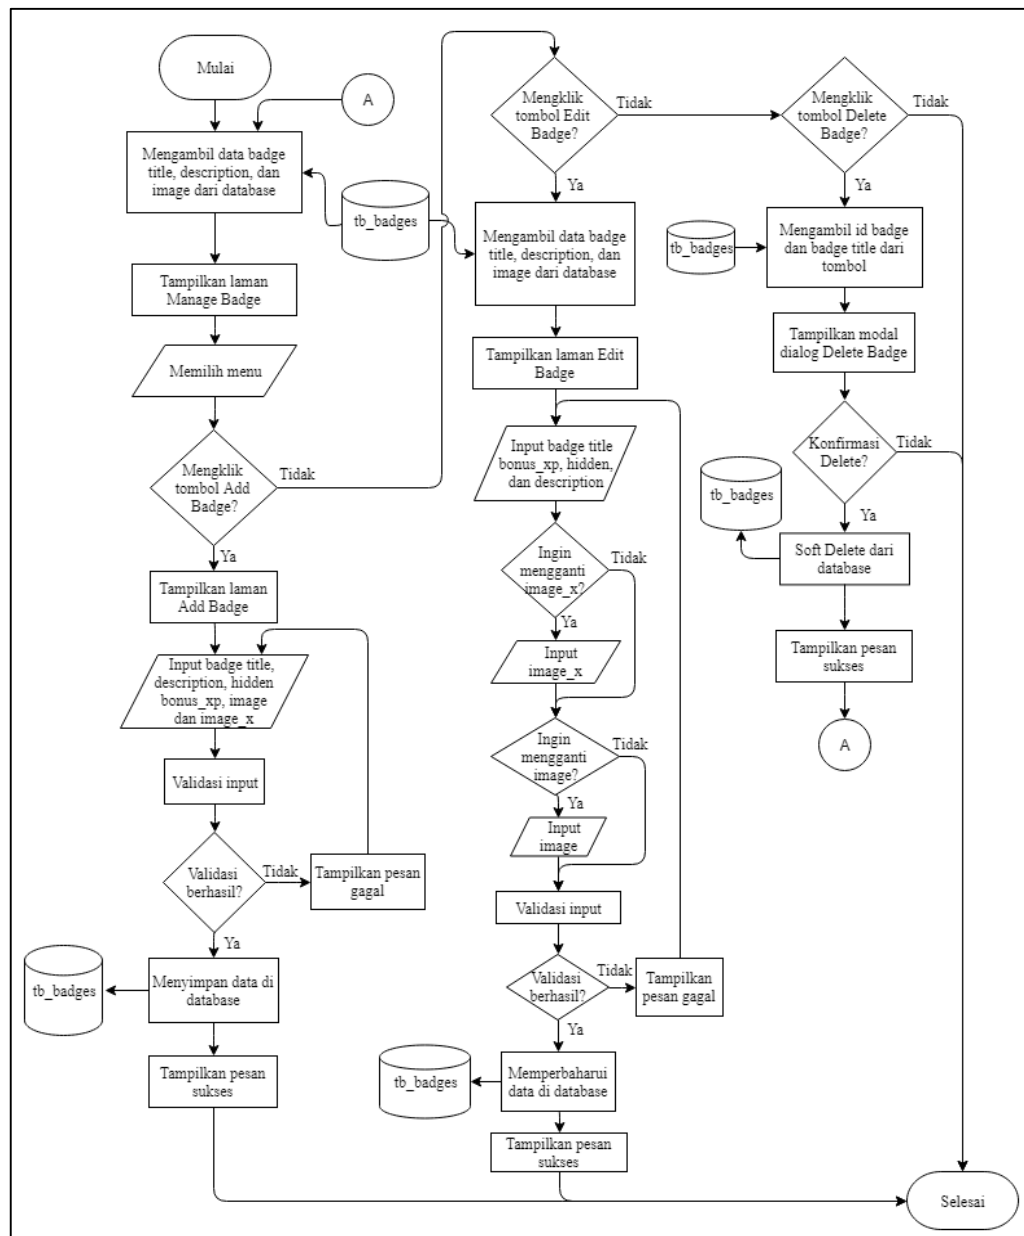 Mulai
A
Mengambil data badge
title, description, dan
image dari database
tb_badges
Tampilkan laman
Manage Badge
Memilih menu
Mengklik
tombol Add
Badge?
Tidak
Ya
Tampilkan laman
Add Badge
Input badge title,
description, hidden
bonus_xp, image
dan image_x
Validasi input
Validasi
berhasil?
Tidak
Tampilkan pesan
gagal
Ya
Menyimpan data di
database
tb_badges
Tampilkan pesan
sukses
Mengklik
tombol Edit
Badge?
Tidak
Ya
Mengambil data badge
title, description, dan
image dari database
Tampilkan laman Edit
Badge
Input badge title
bonus_xp, hidden,
dan description
Ingin
mengganti
image_x?
Tidak
Ya
Input
image_x
Ingin
mengganti
image?
Tidak
Ya
Input
image
Validasi input
Validasi
berhasil?
Tidak
Tampilkan
pesan gagal
Ya
Memperbaharui
data di database
tb_badges
Tampilkan pesan
sukses
Mengklik
tombol Delete
Badge?
Tidak
Ya
Mengambil id badge
dan badge title dari
tombol
tb_badges
Tampilkan modal
dialog Delete Badge
Konfirmasi
Delete?
Tidak
Ya
Soft Delete dari
database
tb_badges
Tampilkan pesan
sukses
A
Selesai